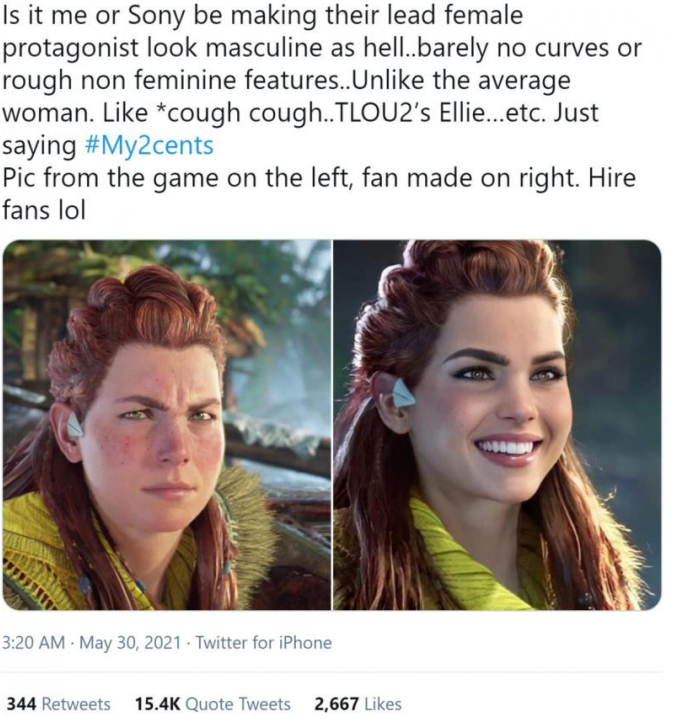 Is it me or Sony be making their lead female
protagonist look masculine as hell..barely no curves or
rough non feminine features..Unlike the average
woman. Like *cough cough..TLOU2's Ellie...etc. Just
saying #My2cents
Pic from the game on the left, fan made on right. Hire
fans lol
3:20 AM · May 30, 2021 · Twitter for iPhone
344 Retweets 15.4K Quote Tweets 2,667 Likes